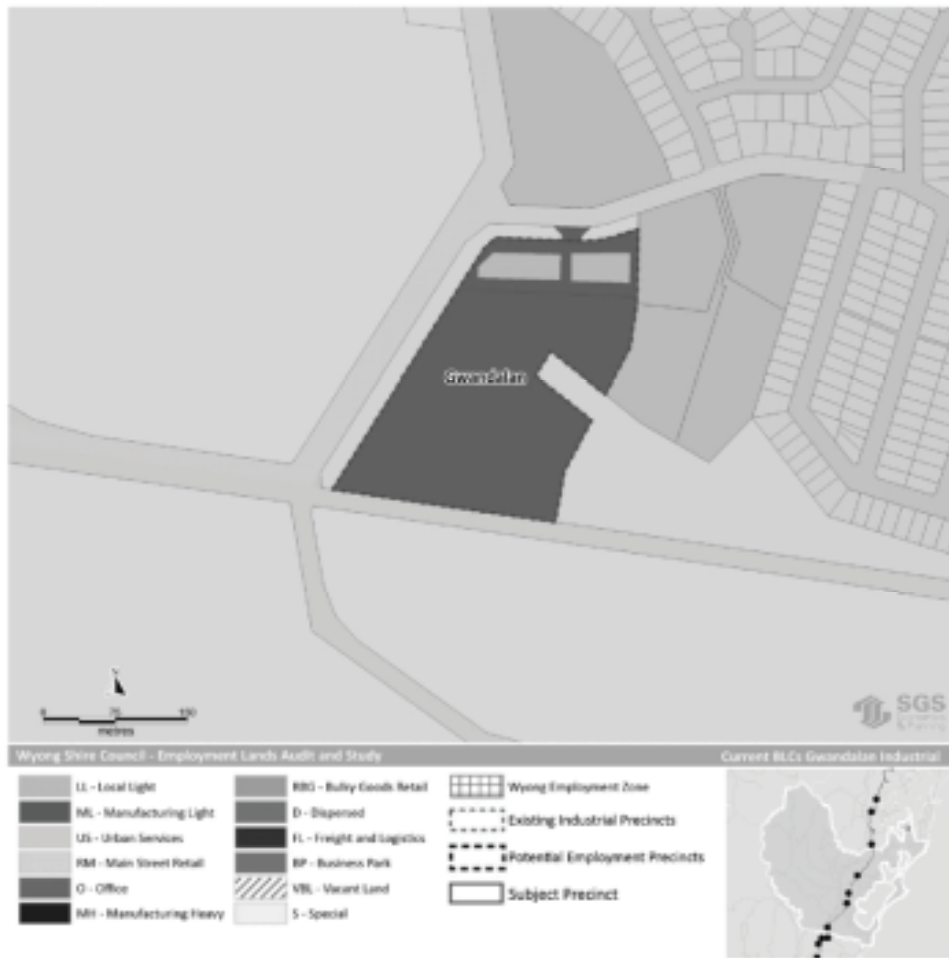 Gwandalan
0 75 150
metres
SGS
Wyong Shire Council - Employment Lands Audit and Study
Current BLCs Gwandalan Industrial
LL - Local Light
ML - Manufacturing Light
US - Urban Services
RM - Main Street Retail
O - Office
MH - Manufacturing Heavy
RBG - Bulky Goods Retail
D - Dispersed
FL - Freight and Logistics
BP - Business Park
VBL - Vacant Land
S - Special
Wyong Employment Zone
Existing Industrial Precincts
Potential Employment Precincts
Subject Precinct